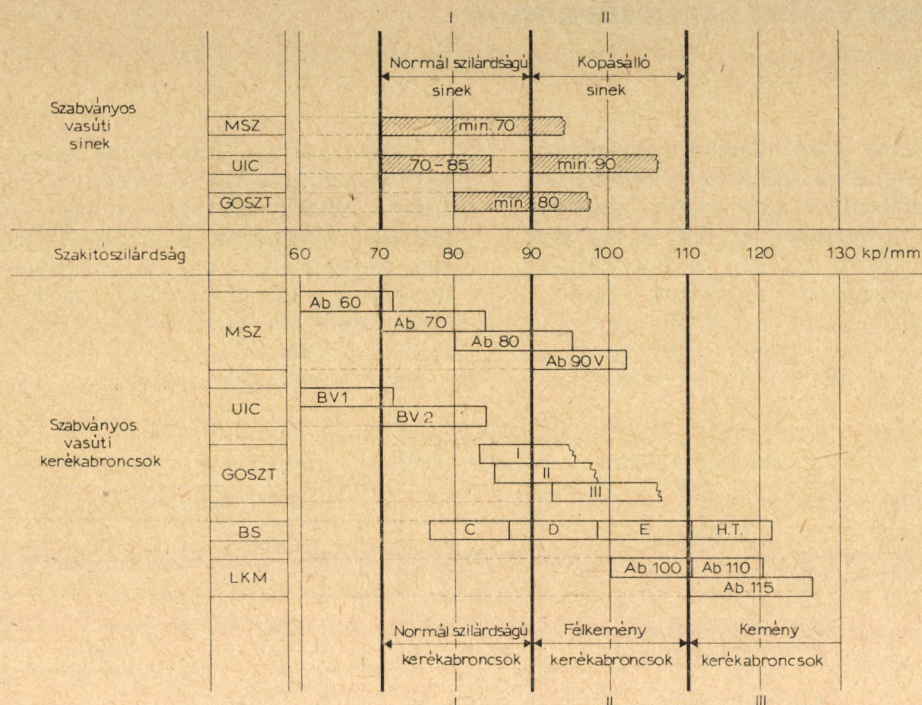 I II
Normál szilárdságú Kopásálló
sinek sinek
Szabványos
vasúti
sinek
MSZ min. 70
UIC 70-85 min. 90
GOSZT min. 80
Szakitószilárdság 60 70 80 90 100 110 120 130 kp/mm
Szabványos
vasúti
kerékabroncsok
MSZ
Ab 60
Ab 70
Ab 80
Ab 90 V
UIC
BV1
BV 2
GOSZT
I
II
III
BS C D E H.T.
LKM
Ab 100 Ab 110
Ab 115
Normál szilárdságú Félkemény Kemény
kerékabroncsok kerékabroncsok kerékabroncsok
I II III